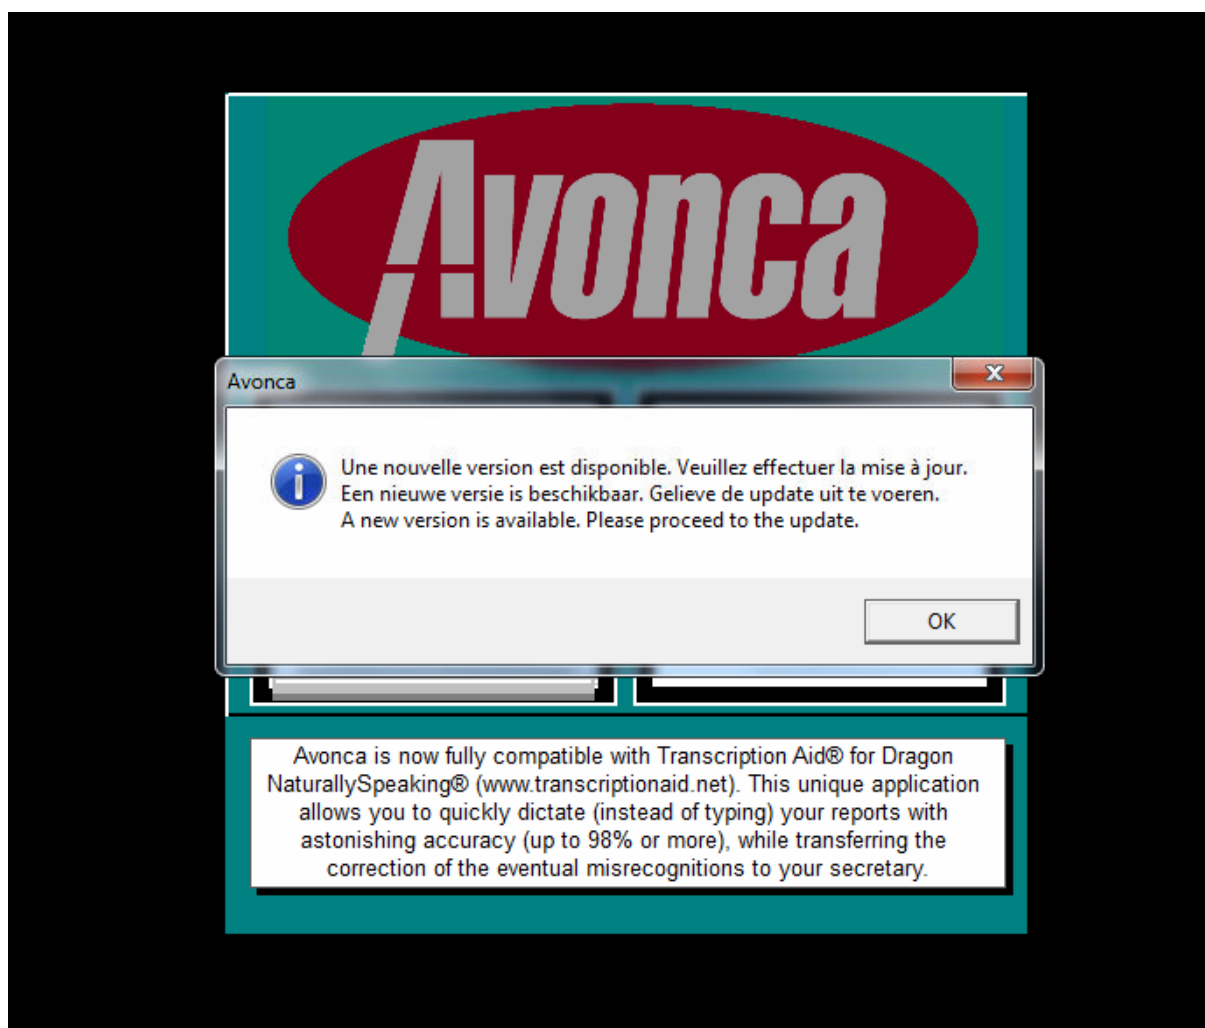 Avonca
Avonca
Une nouvelle version est disponible. Veuillez effectuer la mise à jour.
Een nieuwe versie is beschikbaar. Gelieve de update uit te voeren.
A new version is available. Please proceed to the update.
OK
Avonca is now fully compatible with Transcription Aid® for Dragon
NaturallySpeaking® (www.transcriptionaid.net). This unique application
allows you to quickly dictate (instead of typing) your reports with
astonishing accuracy (up to 98% or more), while transferring the
correction of the eventual misrecognitions to your secretary.